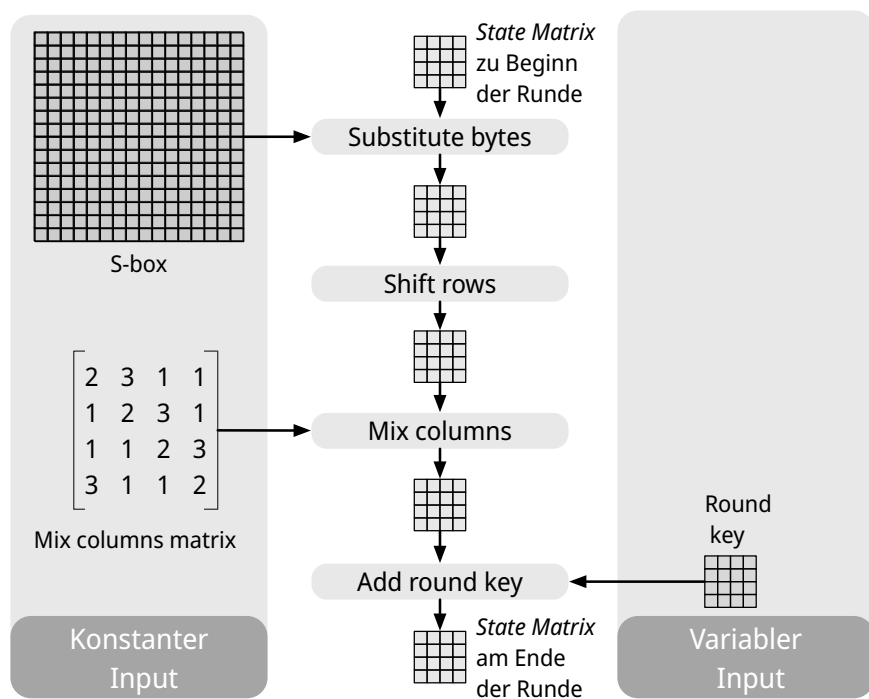 State Matrix
zu Beginn
der Runde
Substitute bytes
S-box
Shift rows
2 3 1 1
1 2 3 1
1 1 2 3
3 1 1 2
Mix columns
Mix columns matrix
Round
key
Add round key
State Matrix
am Ende
der Runde
Konstanter
Input
Variabler
Input